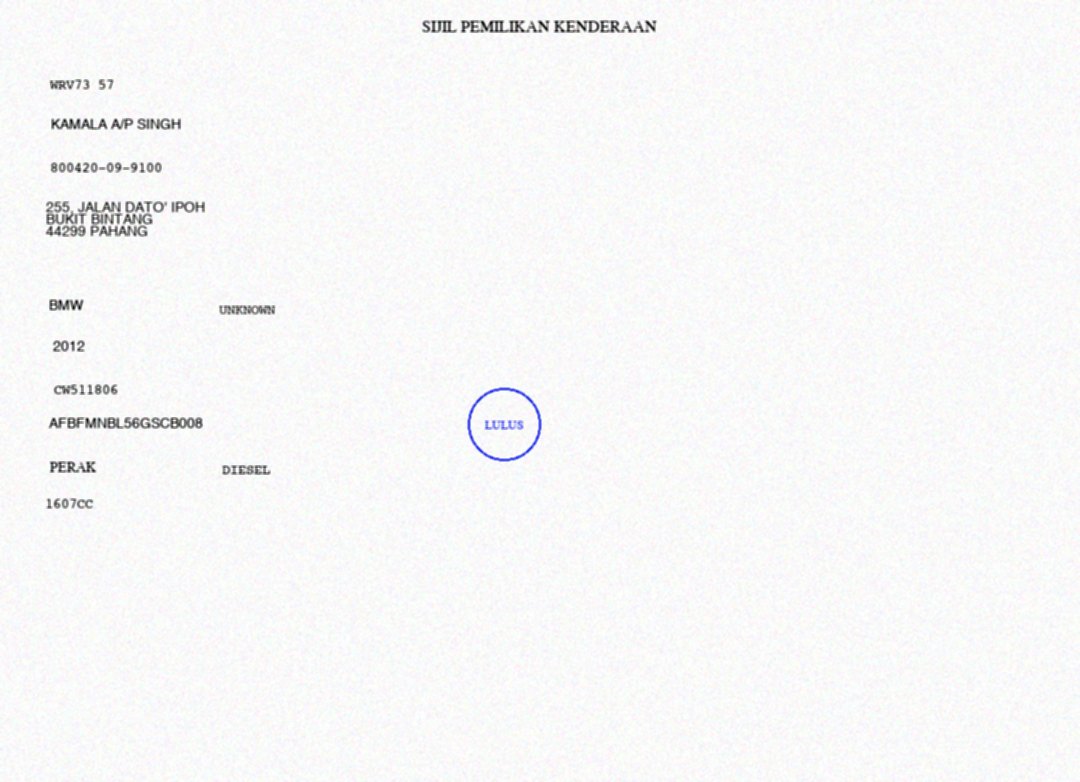 SIJIL PEMILIKAN KENDERAAN
WRV73 57
KAMALA A/P SINGH
800420-09-9100
255, JALAN DATO' IPOH
BUKIT BINTANG
44299 PAHANG
BMW UNKNOWN
2012
CW511806
AFBFMNBL56GSCB008
LULUS
PERAK DIESEL
1607CC